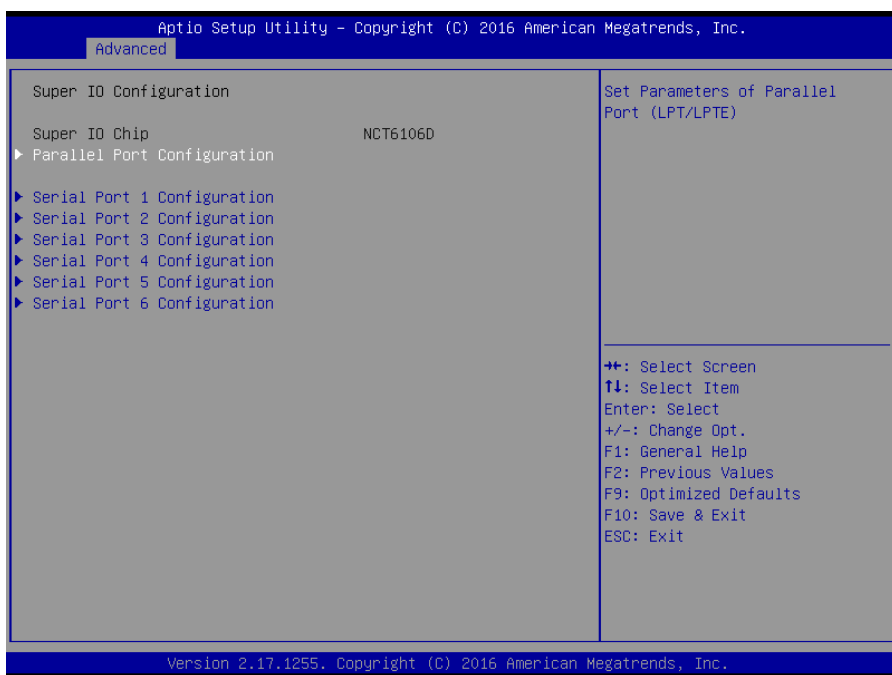 Aptio Setup Utility – Copyright (C) 2016 American Megatrends, Inc.
Advanced
Super IO Configuration
Super IO Chip NCT6106D
Parallel Port Configuration
Serial Port 1 Configuration
Serial Port 2 Configuration
Serial Port 3 Configuration
Serial Port 4 Configuration
Serial Port 5 Configuration
Serial Port 6 Configuration
Set Parameters of Parallel
Port (LPT/LPTE)
→←: Select Screen
↑↓: Select Item
Enter: Select
+/-: Change Opt.
F1: General Help
F2: Previous Values
F9: Optimized Defaults
F10: Save & Exit
ESC: Exit
Version 2.17.1255. Copyright (C) 2016 American Megatrends, Inc.